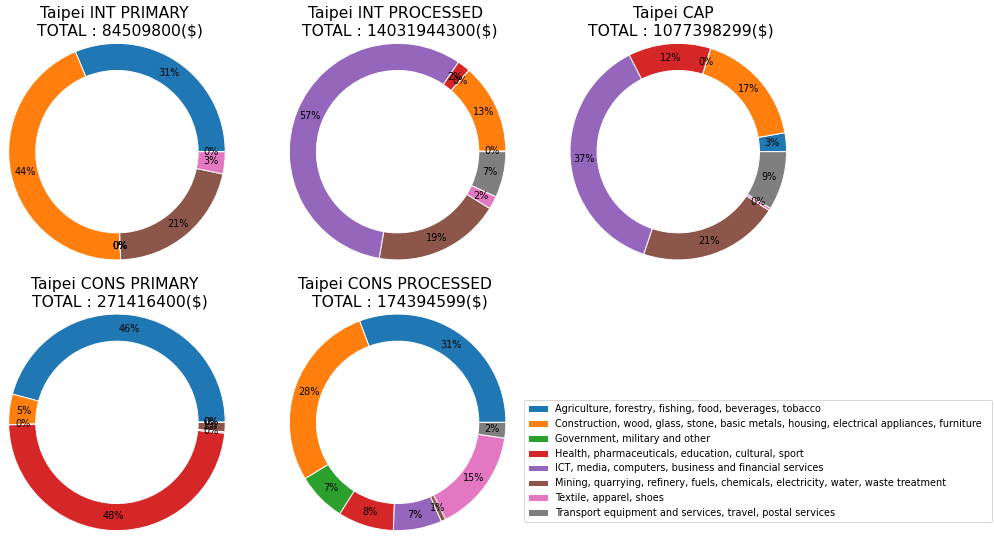 Taipei INT PRIMARY
TOTAL : 84509800($)
31%
44%
0%
0%
21%
3%
0%
Taipei INT PROCESSED
TOTAL : 14031944300($)
0%
13%
0%
2%
57%
19%
2%
7%
Taipei CAP
TOTAL : 1077398299($)
3%
17%
0%
12%
37%
21%
0%
9%
Taipei CONS PRIMARY
TOTAL : 271416400($)
46%
5%
0%
48%
0%
0%
Taipei CONS PROCESSED
TOTAL : 174394599($)
31%
28%
7%
8%
7%
1%
15%
2%
Agriculture, forestry, fishing, food, beverages, tobacco
Construction, wood, glass, stone, basic metals, housing, electrical appliances, furniture
Government, military and other
Health, pharmaceuticals, education, cultural, sport
ICT, media, computers, business and financial services
Mining, quarrying, refinery, fuels, chemicals, electricity, water, waste treatment
Textile, apparel, shoes
Transport equipment and services, travel, postal services